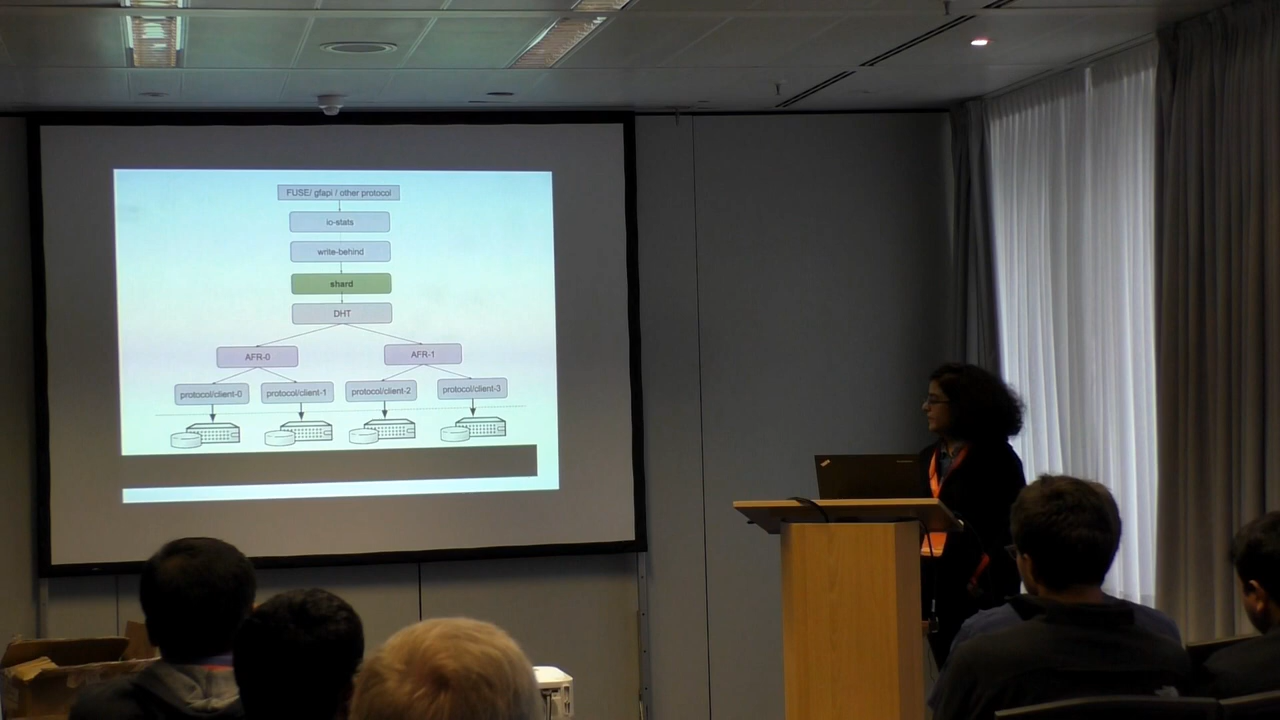 FUSE/ gfapi / other protocol
io-stats
write-behind
shard
DHT
AFR-0
AFR-1
protocol/client-0
protocol/client-1
protocol/client-2
protocol/client-3